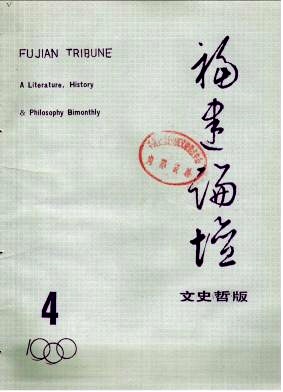 FUJIAN TRIBUNE
A Literature, History
& Philosophy Bimonthly
福建論壇
文史哲版
4